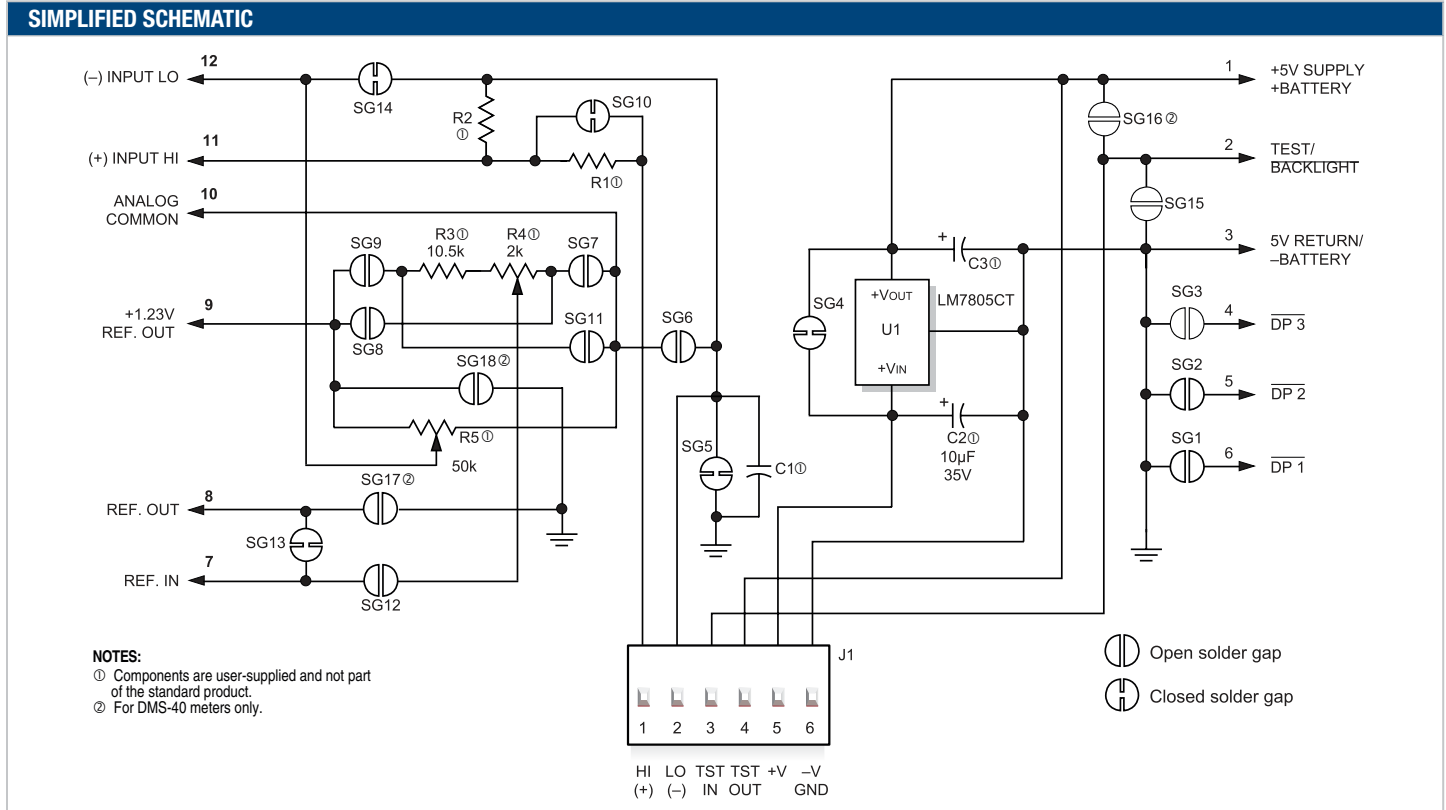 SIMPLIFIED SCHEMATIC
12
(–) INPUT LO
SG14
R2
①
SG10
11
(+) INPUT HI
R1①
10
ANALOG
COMMON
SG9
R3①
10.5k
R4①
2k
SG7
9
+1.23V
REF. OUT
SG8
SG11
SG6
SG18②
R5①
50k
SG5
C1①
SG17②
8
REF. OUT
SG13
7
REF. IN
SG12
1
+5V SUPPLY
+BATTERY
SG16②
2
TEST/
BACKLIGHT
SG15
3
5V RETURN/
–BATTERY
+
C3①
SG4
+VOUT
U1
+VIN
LM7805CT
+
C2①
10µF
35V
SG3
4
DP 3
SG2
5
DP 2
SG1
6
DP 1
NOTES:
① Components are user-supplied and not part
of the standard product.
② For DMS-40 meters only.
J1
1 2 3 4 5 6
HI LO TST TST +V –V
(+) (–) IN OUT GND
Open solder gap
Closed solder gap